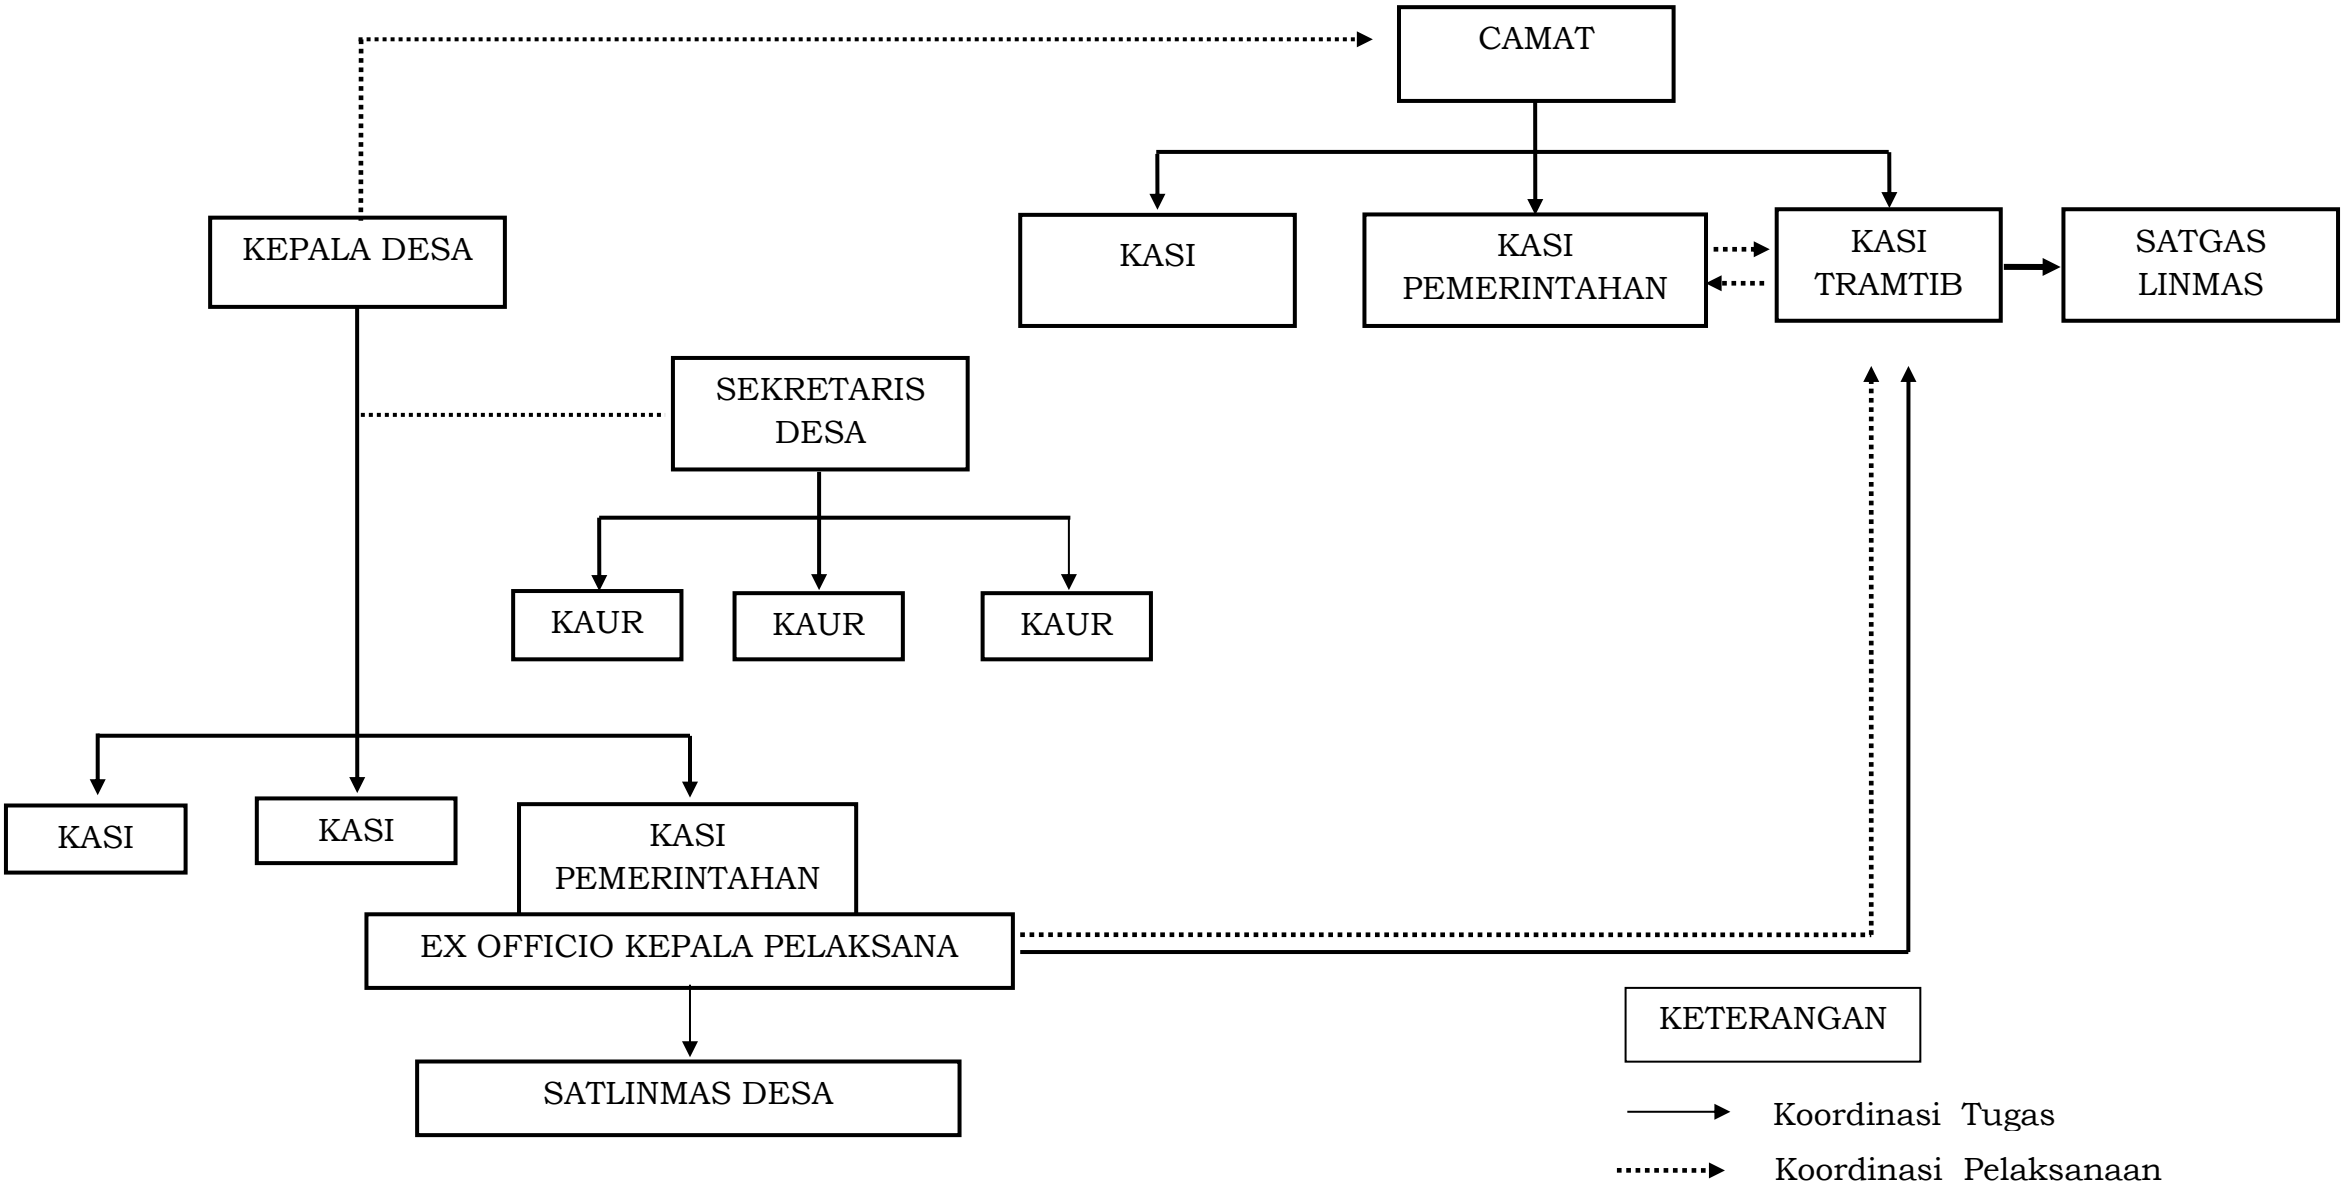 CAMAT
KEPALA DESA
KASI
KASI
PEMERINTAHAN
KASI
TRAMTIB
SATGAS
LINMAS
SEKRETARIS
DESA
KAUR
KAUR
KAUR
KASI
KASI
KASI
PEMERINTAHAN
EX OFFICIO KEPALA PELAKSANA
SATLINMAS DESA
KETERANGAN
Koordinasi Tugas
Koordinasi Pelaksanaan